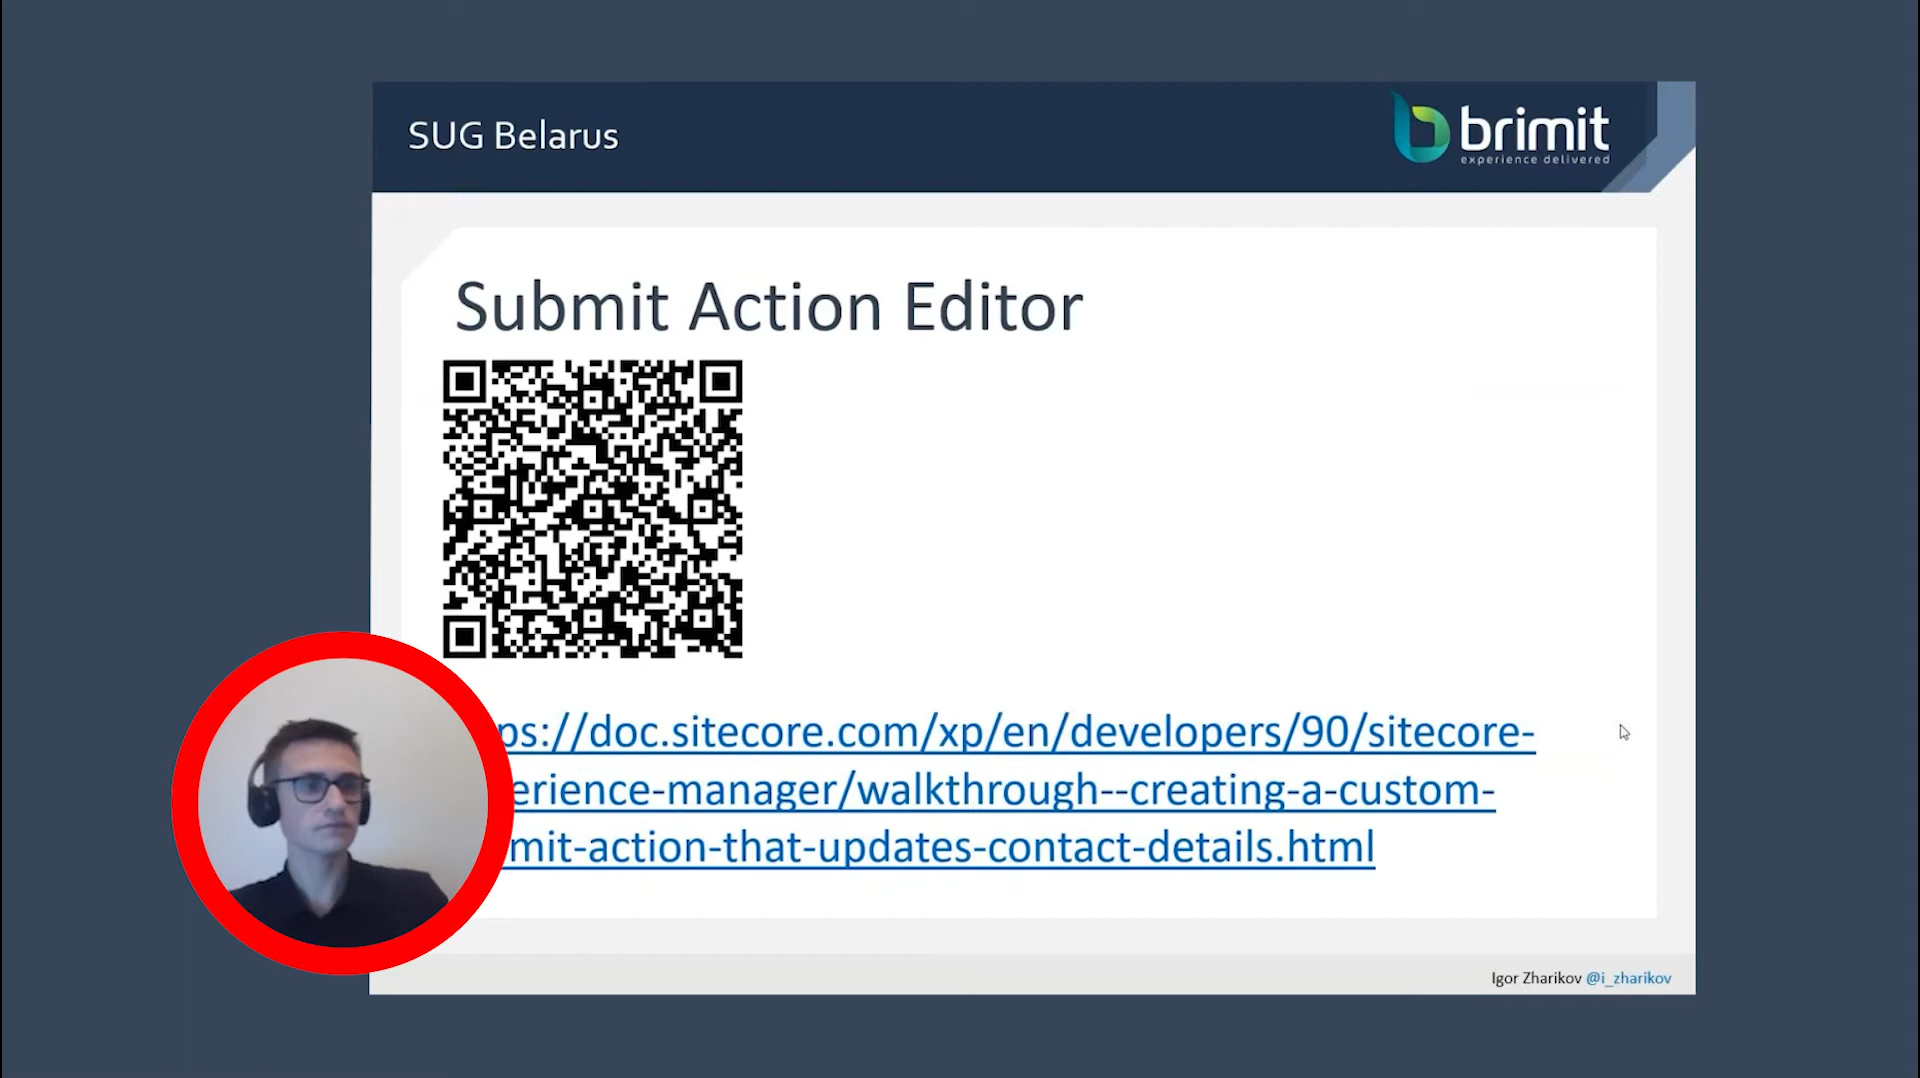 SUG Belarus
brimit
experience delivered
Submit Action Editor
ps://doc.sitecore.com/xp/en/developers/90/sitecore-
erience-manager/walkthrough--creating-a-custom-
mit-action-that-updates-contact-details.html
Igor Zharikov @i_zharikov